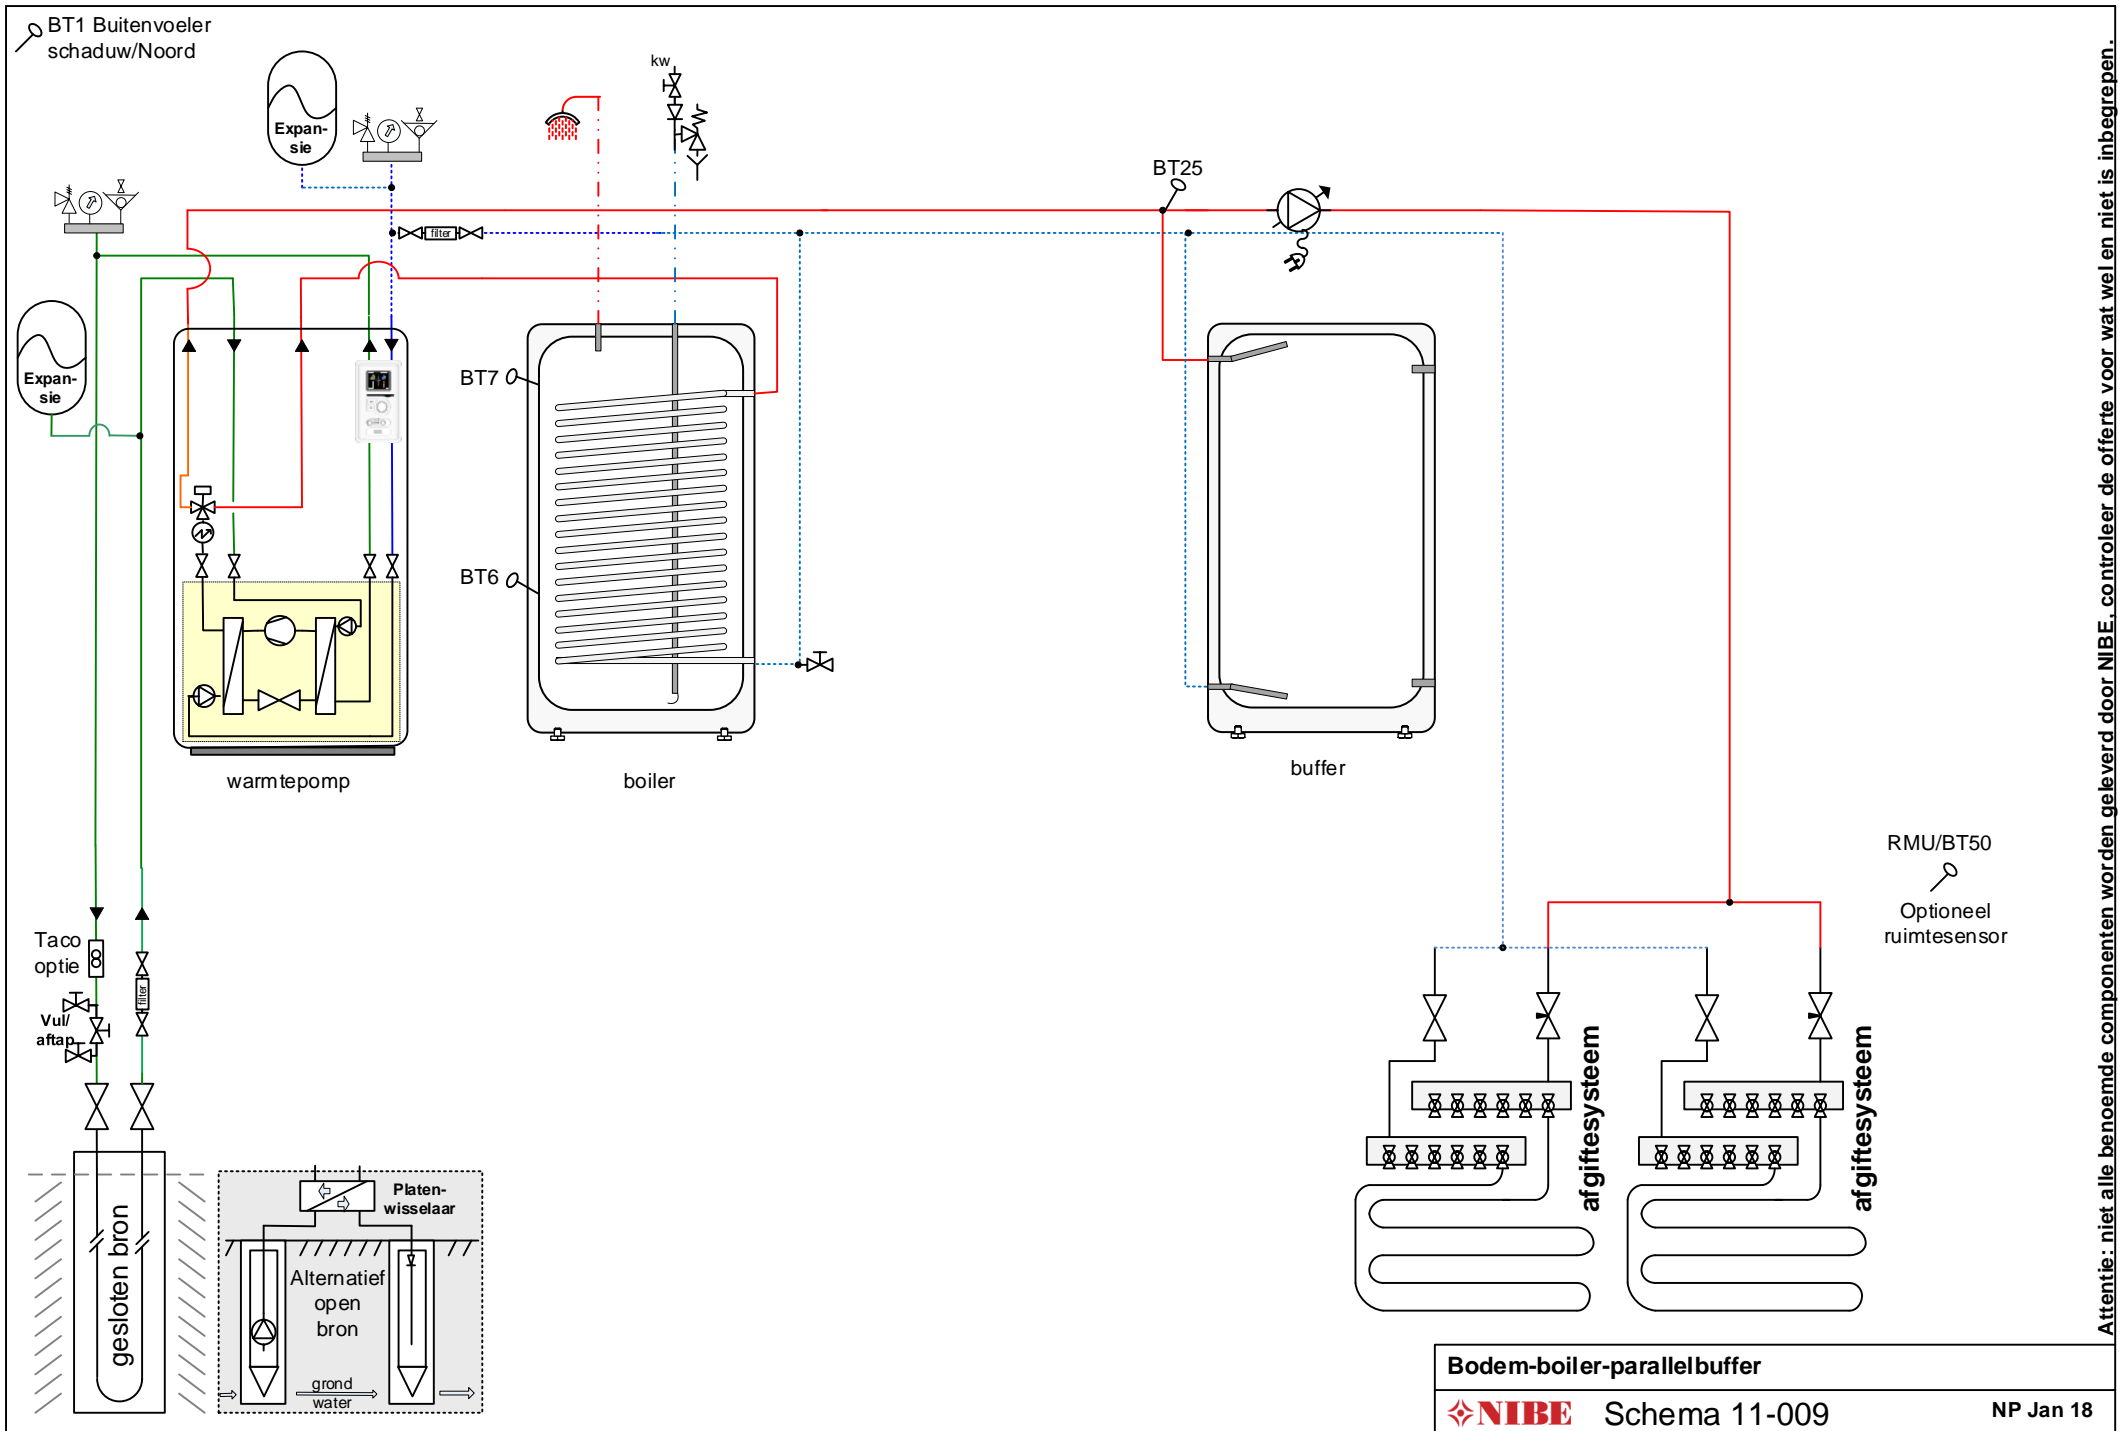 BT1 Buitenvoeler
schaduw/Noord
Expan-
sie
kw
BT25
filter
Expan-
sie
BT7
BT6
warmtepomp
boiler
buffer
RMU/BT50
Optioneel
ruimtesensor
Taco
optie
filter
Vul/
aftap
gesloten bron
Platen-
wisselaar
Alternatief
open
bron
grond
water
afgiftesysteem
afgiftesysteem
Attentie: niet alle benoemde componenten worden geleverd door NIBE, controleer de offerte voor wat wel en niet is inbegrepen.
Bodem-boiler-parallelbuffer
NIBE Schema 11-009 NP Jan 18